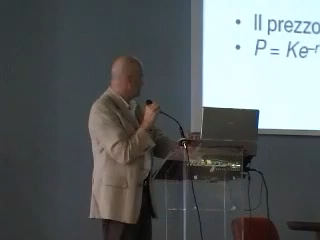 • Il prezzo
• P = Ke⁻ʳ